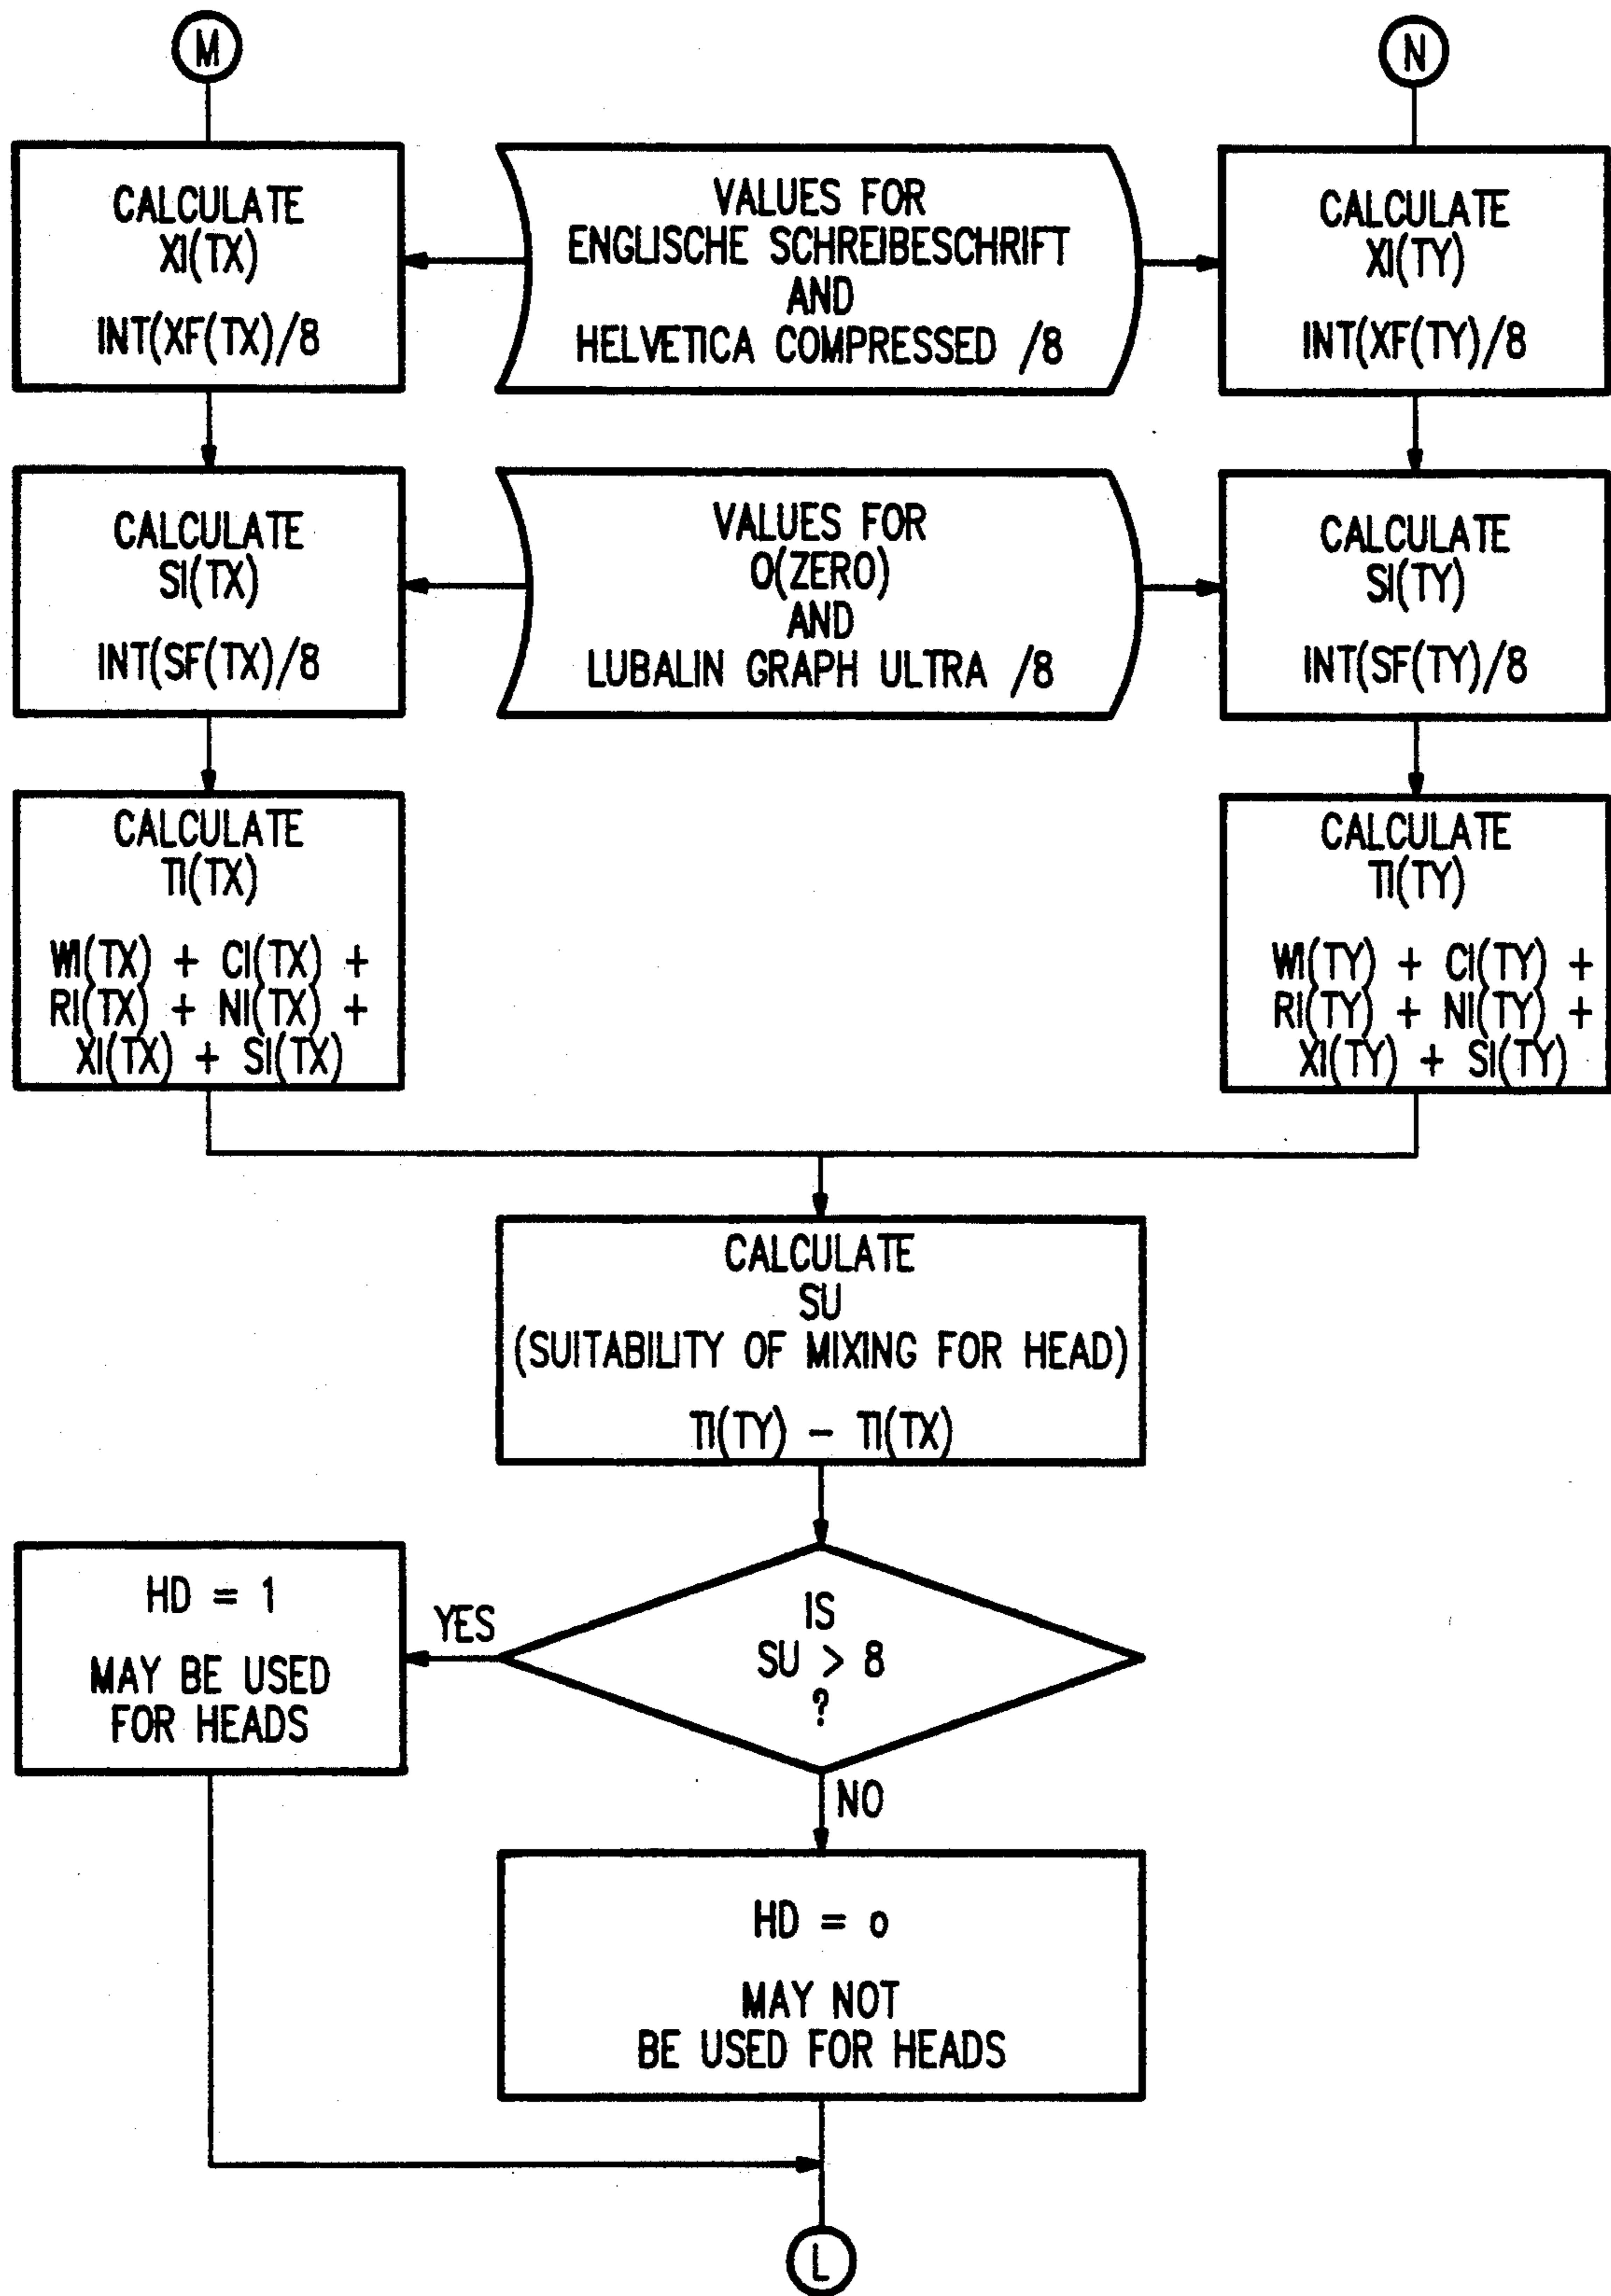 M
N
CALCULATE
XI(TX)
INT(XF(TX)/8
VALUES FOR
ENGLISCHE SCHREIBESCHRIFT
AND
HELVETICA COMPRESSED /8
CALCULATE
XI(TY)
INT(XF(TY)/8
CALCULATE
SI(TX)
INT(SF(TX)/8
VALUES FOR
O(ZERO)
AND
LUBALIN GRAPH ULTRA /8
CALCULATE
SI(TY)
INT(SF(TY)/8
CALCULATE
TI(TX)
WI(TX) + CI(TX) +
RI(TX) + NI(TX) +
XI(TX) + SI(TX)
CALCULATE
TI(TY)
WI(TY) + CI(TY) +
RI(TY) + NI(TY) +
XI(TY) + SI(TY)
CALCULATE
SU
(SUITABILITY OF MIXING FOR HEAD)
TI(TY) - TI(TX)
IS
SU > 8
?
YES
HD = 1
MAY BE USED
FOR HEADS
NO
HD = o
MAY NOT
BE USED FOR HEADS
L